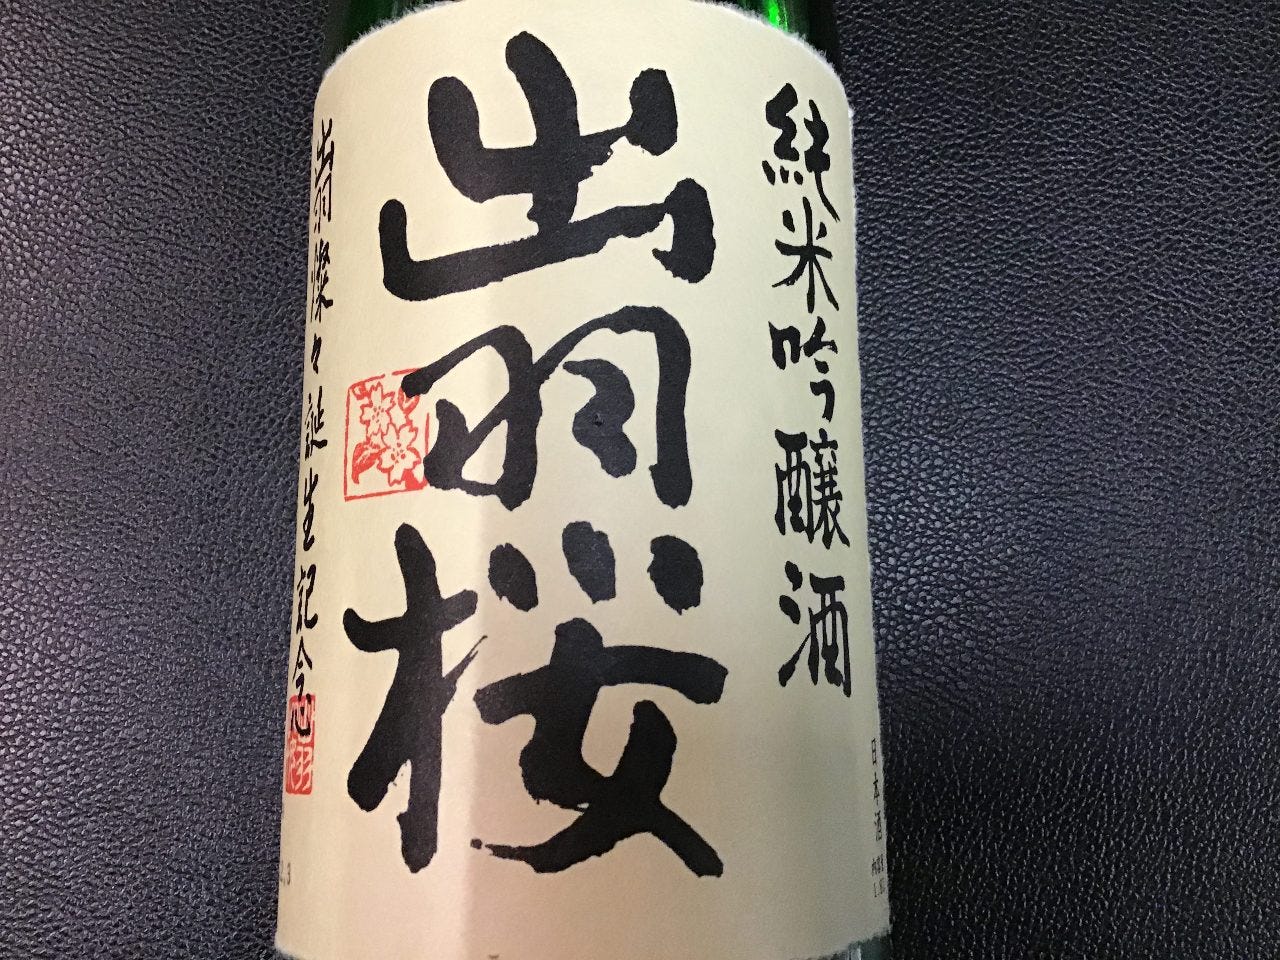 純米吟醸酒
日本酒
出羽桜
出羽燦々誕生記念